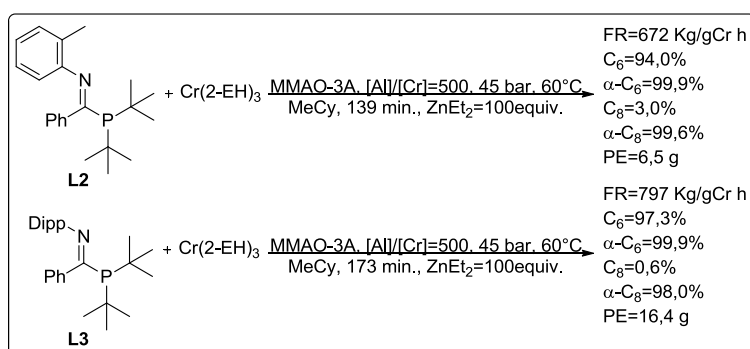 N
Ph
P
L2
+ Cr(2-EH)3
MMAO-3A, [Al]/[Cr]=500, 45 bar, 60°C
MeCy, 139 min., ZnEt2=100equiv.
FR=672 Kg/gCr h
C6=94,0%
α-C6=99,9%
C8=3,0%
α-C8=99,6%
PE=6,5 g
Dipp
N
Ph
P
L3
+ Cr(2-EH)3
MMAO-3A, [Al]/[Cr]=500, 45 bar, 60°C
MeCy, 173 min., ZnEt2=100equiv.
FR=797 Kg/gCr h
C6=97,3%
α-C6=99,9%
C8=0,6%
α-C8=98,0%
PE=16,4 g